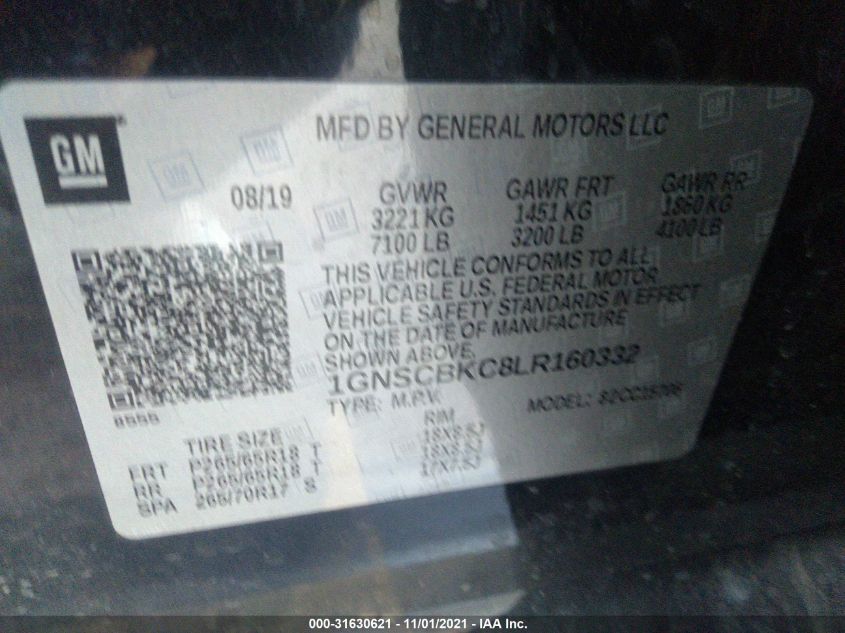 GM
MFD BY GENERAL MOTORS LLC
08/19
GVWR GAWR FRT GAWR RR
3221 KG 1451 KG 1860 KG
7100 LB 3200 LB 4100 LB
THIS VEHICLE CONFORMS TO ALL
APPLICABLE U.S. FEDERAL MOTOR
VEHICLE SAFETY STANDARDS IN EFFECT
ON THE DATE OF MANUFACTURE
SHOWN ABOVE.
1GNSCBKC8LR160332
TYPE: M.P.V. MODEL:
TIRE SIZE RIM
FRT P265/65R18 T 18X8.5J
RR P265/65R18 T 18X8.5J
SPA 265/70R17 S 17X7.5J
000-31630621 - 11/01/2021 - IAA Inc.